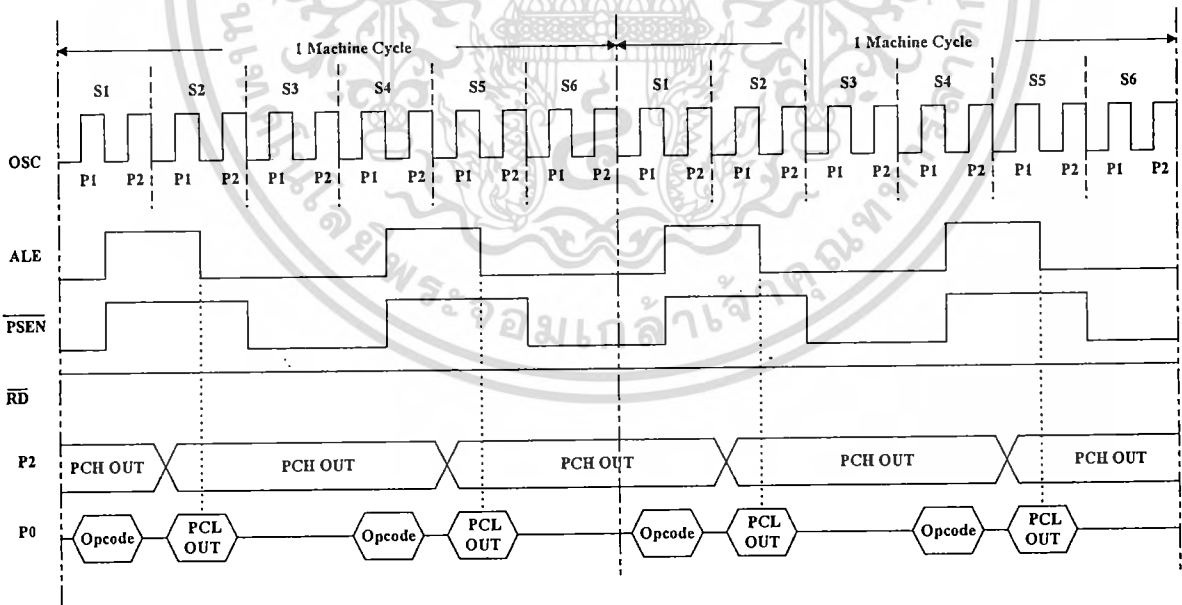 1 Machine Cycle 1 Machine Cycle
S1 S2 S3 S4 S5 S6 S1 S2 S3 S4 S5 S6
OSC
P1 P2 P1 P2 P1 P2 P1 P2 P1 P2 P1 P2 P1 P2 P1 P2 P1 P2 P1 P2 P1 P2 P1 P2
ALE
PSEN
RD
P2 PCH OUT PCH OUT PCH OUT PCH OUT PCH OUT
P0 Opcode PCL OUT Opcode PCL OUT Opcode PCL OUT Opcode PCL OUT